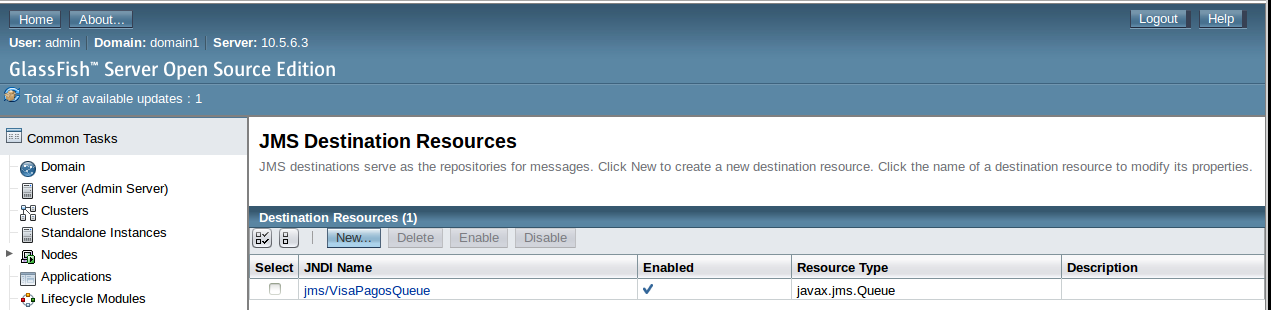 Home About... Logout Help
User: admin Domain: domain1 Server: 10.5.6.3
GlassFish™ Server Open Source Edition
Total # of available updates : 1
Common Tasks
Domain
server (Admin Server)
Clusters
Standalone Instances
Nodes
Applications
Lifecycle Modules
JMS Destination Resources
JMS destinations serve as the repositories for messages. Click New to create a new destination resource. Click the name of a destination resource to modify its properties.
Destination Resources (1)
New... Delete Enable Disable
Select JNDI Name Enabled Resource Type Description
jms/VisaPagosQueue javax.jms.Queue